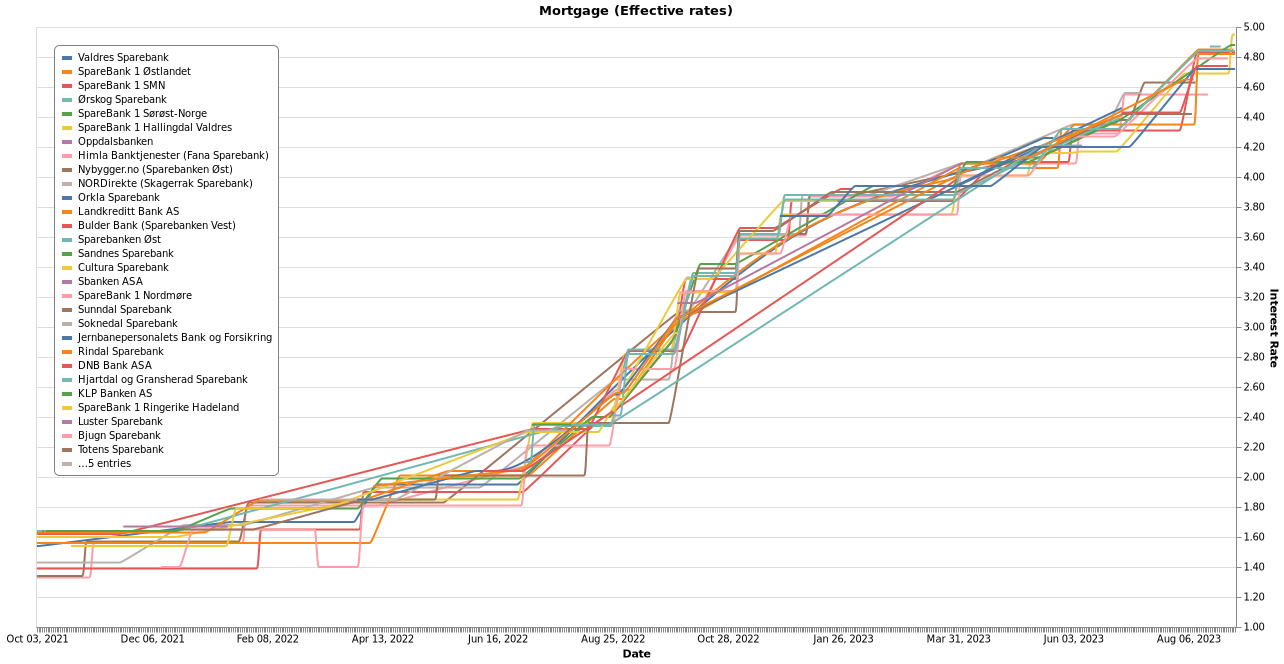 Mortgage (Effective rates)
Valdres Sparebank
SpareBank 1 Østlandet
SpareBank 1 SMN
Ørskog Sparebank
SpareBank 1 Sørøst-Norge
SpareBank 1 Hallingdal Valdres
Oppdalsbanken
Himla Banktjenester (Fana Sparebank)
Nybygger.no (Sparebanken Øst)
NORDirekte (Skagerrak Sparebank)
Orkla Sparebank
Landkreditt Bank AS
Bulder Bank (Sparebanken Vest)
Sparebanken Øst
Sandnes Sparebank
Cultura Sparebank
Sbanken ASA
SpareBank 1 Nordmøre
Sunndal Sparebank
Soknedal Sparebank
Jernbanepersonalets Bank og Forsikring
Rindal Sparebank
DNB Bank ASA
Hjartdal og Gransherad Sparebank
KLP Banken AS
SpareBank 1 Ringerike Hadeland
Luster Sparebank
Bjugn Sparebank
Totens Sparebank
...5 entries
5.00
4.80
4.60
4.40
4.20
4.00
3.80
3.60
3.40
3.20
3.00
2.80
2.60
2.40
2.20
2.00
1.80
1.60
1.40
1.20
1.00
Interest Rate
Oct 03, 2021 Dec 06, 2021 Feb 08, 2022 Apr 13, 2022 Jun 16, 2022 Aug 25, 2022 Oct 28, 2022 Jan 26, 2023 Mar 31, 2023 Jun 03, 2023 Aug 06, 2023
Date